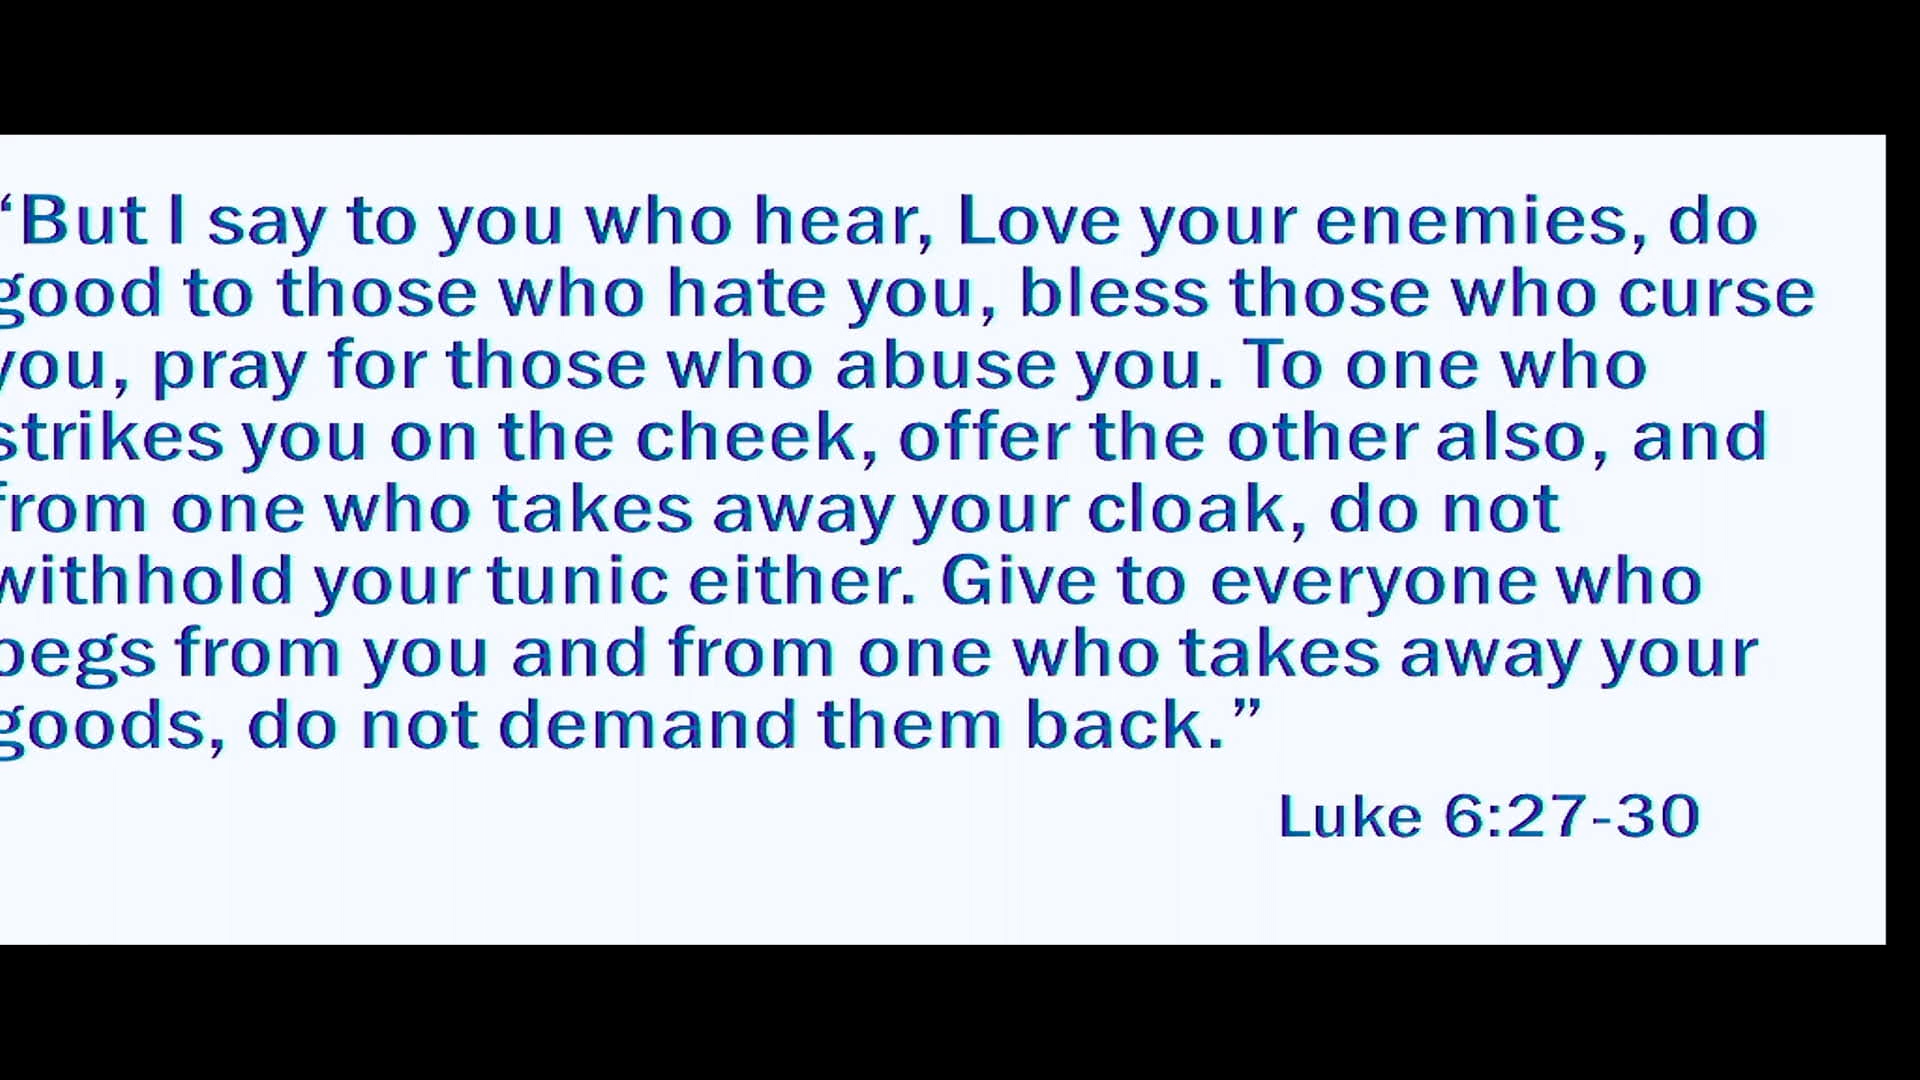 “But I say to you who hear, Love your enemies, do
good to those who hate you, bless those who curse
you, pray for those who abuse you. To one who
strikes you on the cheek, offer the other also, and
from one who takes away your cloak, do not
withhold your tunic either. Give to everyone who
begs from you and from one who takes away your
goods, do not demand them back.”
Luke 6:27-30